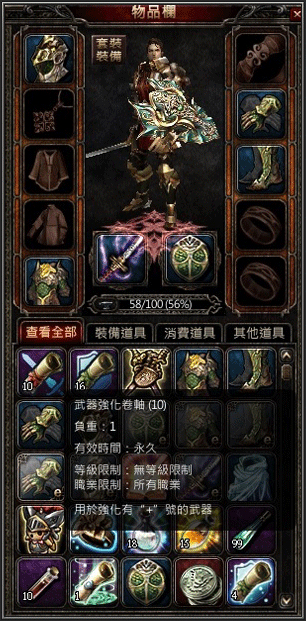 物品欄
套裝
裝備
58/100 (56%)
查看全部
裝備道具
消費道具
其他道具
10
16
武器強化卷軸 (10)
負重：1
有效時間：永久
等級限制：無等級限制
職業限制：所有職業
用於強化有 "+" 號的武器
e
e
18
15
99
10
1
4